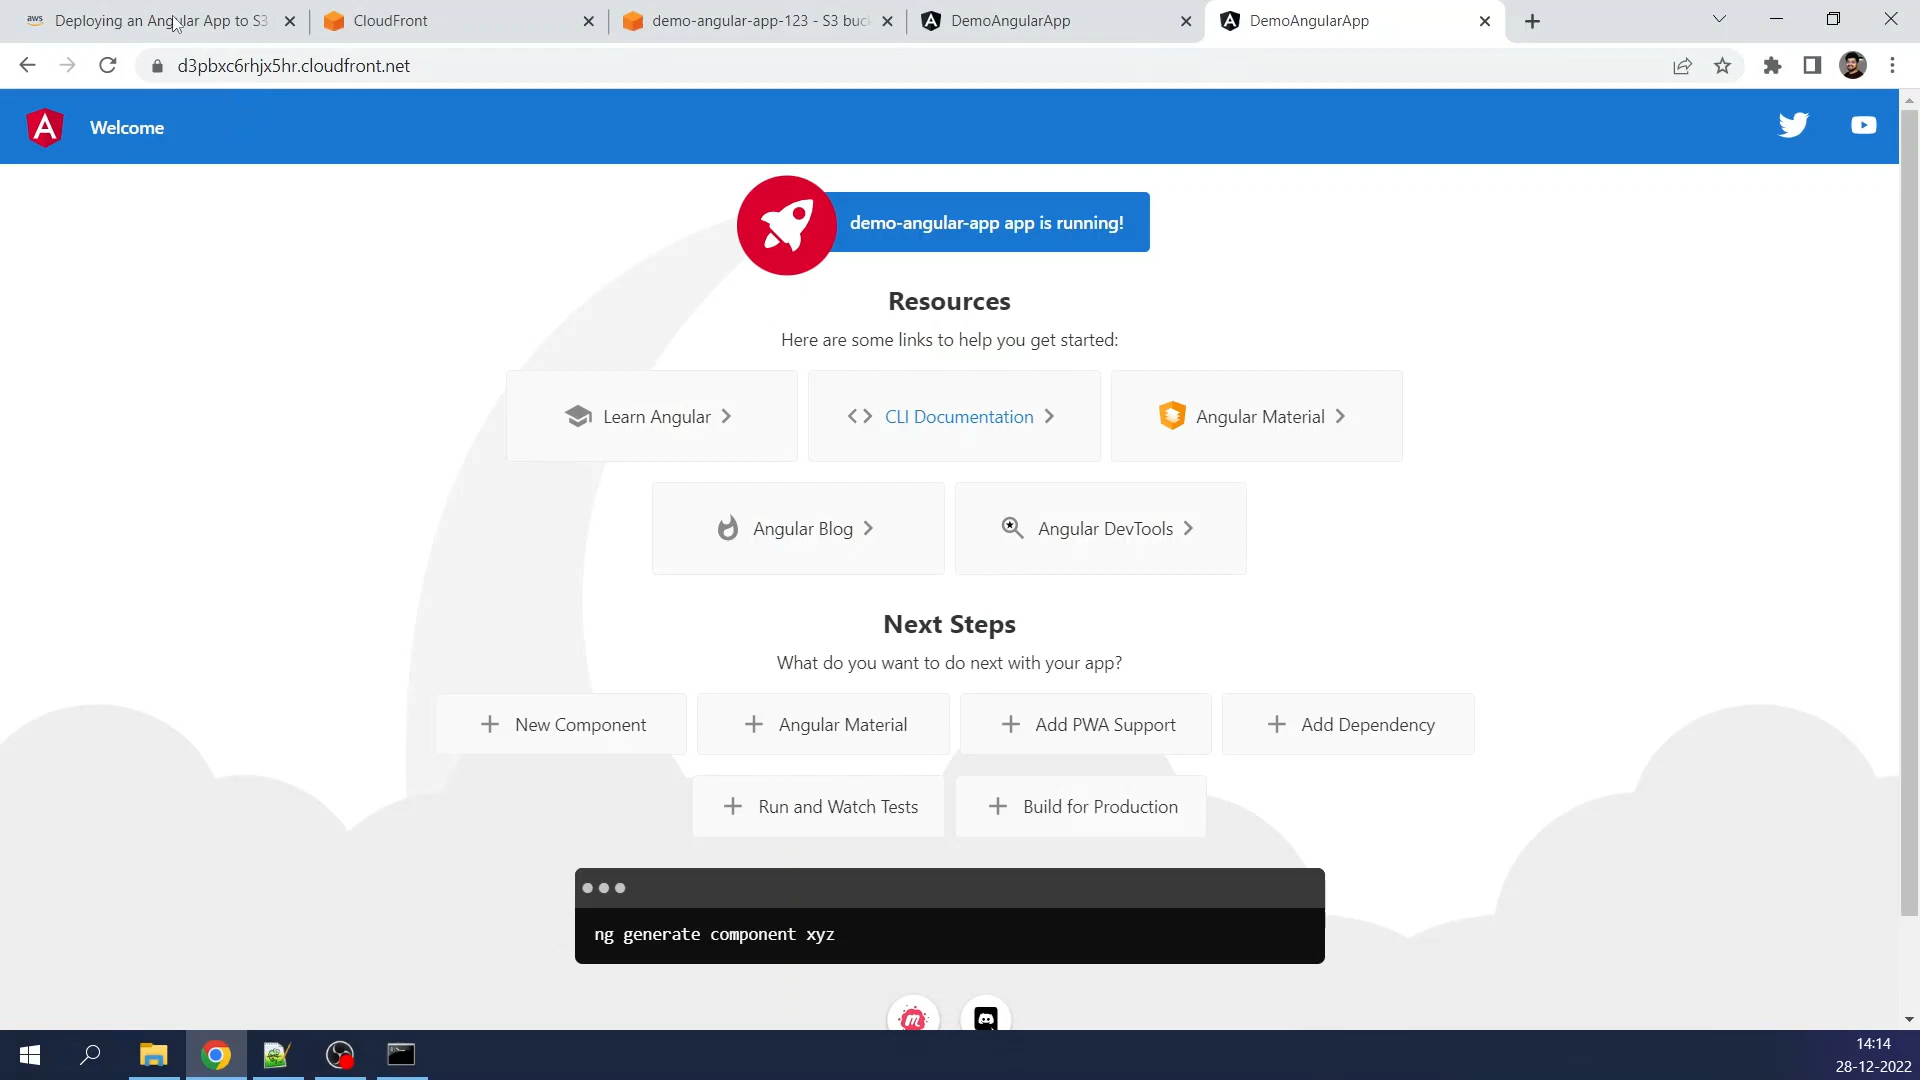 aws Deploying an Angular App to S3
CloudFront
demo-angular-app-123 - S3 buc
DemoAngularApp
DemoAngularApp
d3pbxc6rhjx5hr.cloudfront.net
Welcome
demo-angular-app app is running!
Resources
Here are some links to help you get started:
Learn Angular
CLI Documentation
Angular Material
Angular Blog
Angular DevTools
Next Steps
What do you want to do next with your app?
New Component
Angular Material
Add PWA Support
Add Dependency
Run and Watch Tests
Build for Production
ng generate component xyz
14:14
28-12-2022